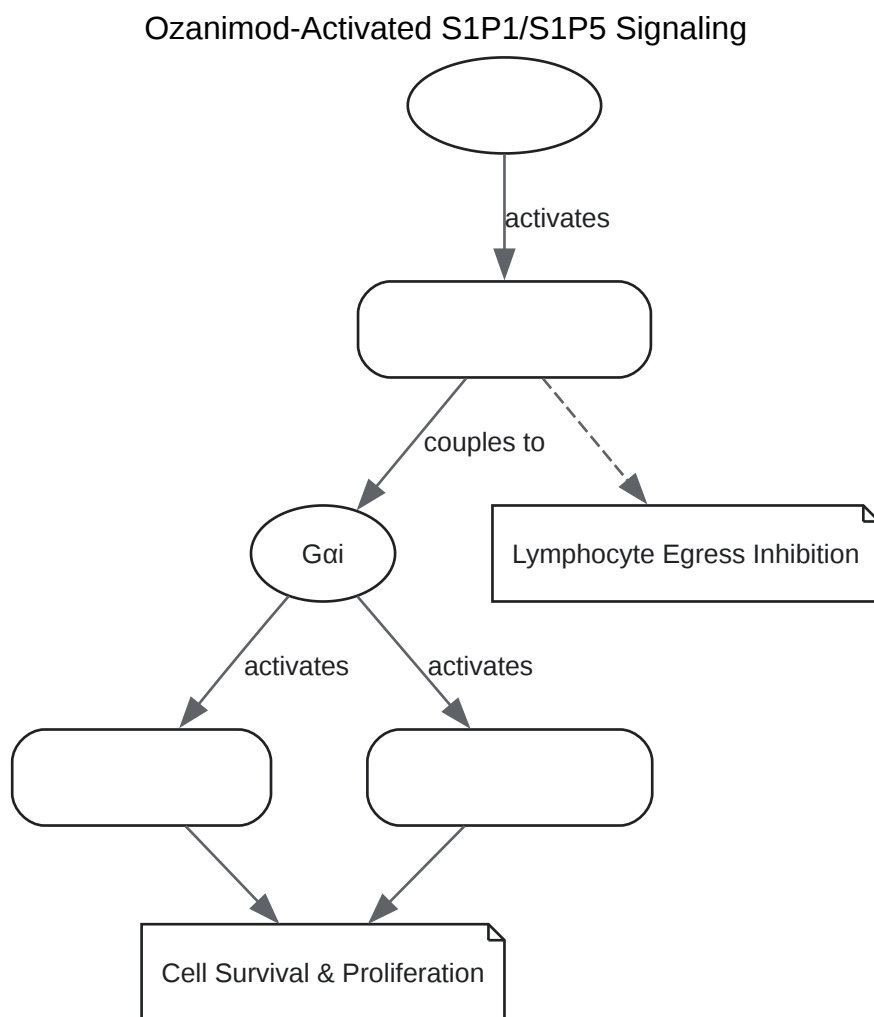 Ozanimod-Activated S1P1/S1P5 Signaling
activates
couples to
Gαi
Lymphocyte Egress Inhibition
activates
activates
Cell Survival & Proliferation